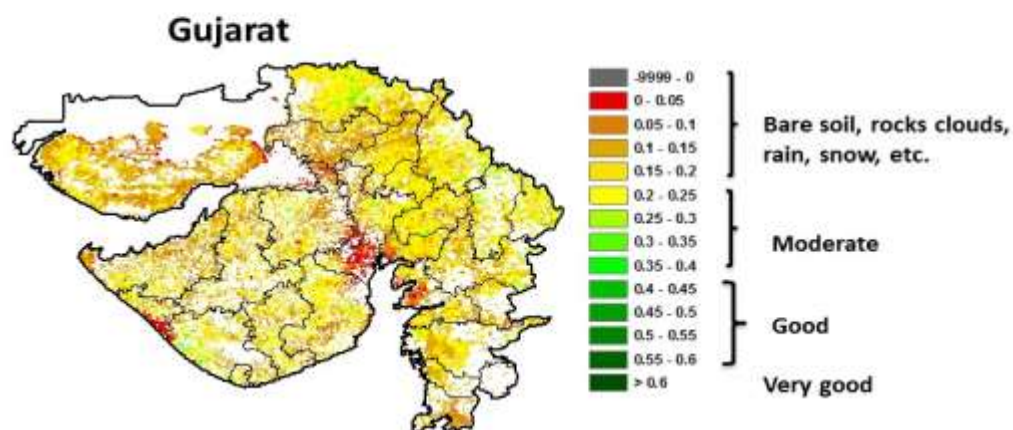 Gujarat
-9999 - 0
0 - 0.05
0.05 - 0.1
0.1 - 0.15
0.15 - 0.2
0.2 - 0.25
0.25 - 0.3
0.3 - 0.35
0.35 - 0.4
0.4 - 0.45
0.45 - 0.5
0.5 - 0.55
0.55 - 0.6
> 0.6
Bare soil, rocks clouds,
rain, snow, etc.
Moderate
Good
Very good